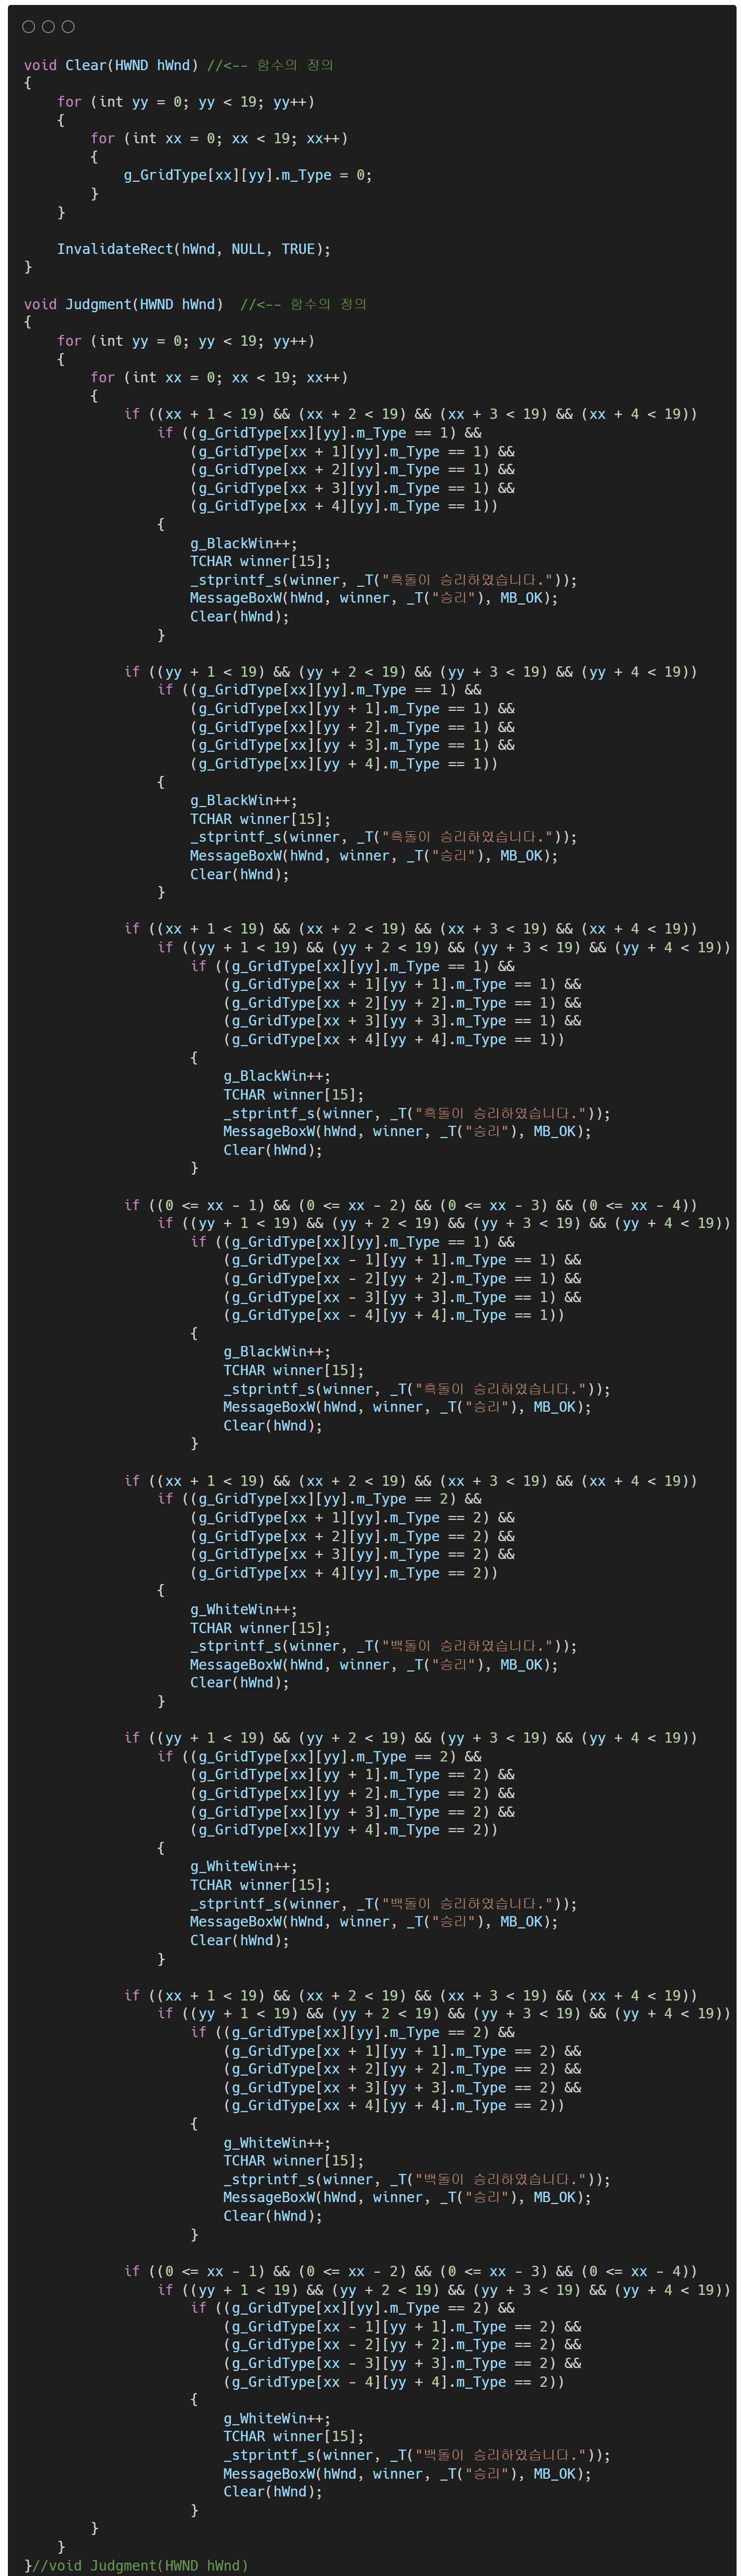 void Clear(HWND hWnd) //<-- 함수의 정의
{
    for (int yy = 0; yy < 19; yy++)
    {
        for (int xx = 0; xx < 19; xx++)
        {
            g_GridType[xx][yy].m_Type = 0;
        }
    }

    InvalidateRect(hWnd, NULL, TRUE);
}

void Judgment(HWND hWnd)  //<-- 함수의 정의
{
    for (int yy = 0; yy < 19; yy++)
    {
        for (int xx = 0; xx < 19; xx++)
        {
            if ((xx + 1 < 19) && (xx + 2 < 19) && (xx + 3 < 19) && (xx + 4 < 19))
                if ((g_GridType[xx][yy].m_Type == 1) &&
                    (g_GridType[xx + 1][yy].m_Type == 1) &&
                    (g_GridType[xx + 2][yy].m_Type == 1) &&
                    (g_GridType[xx + 3][yy].m_Type == 1) &&
                    (g_GridType[xx + 4][yy].m_Type == 1))
                {
                    g_BlackWin++;
                    TCHAR winner[15];
                    _stprintf_s(winner, _T("흑돌이 승리하였습니다."));
                    MessageBoxW(hWnd, winner, _T("승리"), MB_OK);
                    Clear(hWnd);
                }

            if ((yy + 1 < 19) && (yy + 2 < 19) && (yy + 3 < 19) && (yy + 4 < 19))
                if ((g_GridType[xx][yy].m_Type == 1) &&
                    (g_GridType[xx][yy + 1].m_Type == 1) &&
                    (g_GridType[xx][yy + 2].m_Type == 1) &&
                    (g_GridType[xx][yy + 3].m_Type == 1) &&
                    (g_GridType[xx][yy + 4].m_Type == 1))
                {
                    g_BlackWin++;
                    TCHAR winner[15];
                    _stprintf_s(winner, _T("흑돌이 승리하였습니다."));
                    MessageBoxW(hWnd, winner, _T("승리"), MB_OK);
                    Clear(hWnd);
                }

            if ((xx + 1 < 19) && (xx + 2 < 19) && (xx + 3 < 19) && (xx + 4 < 19))
                if ((yy + 1 < 19) && (yy + 2 < 19) && (yy + 3 < 19) && (yy + 4 < 19))
                    if ((g_GridType[xx][yy].m_Type == 1) &&
                        (g_GridType[xx + 1][yy + 1].m_Type == 1) &&
                        (g_GridType[xx + 2][yy + 2].m_Type == 1) &&
                        (g_GridType[xx + 3][yy + 3].m_Type == 1) &&
                        (g_GridType[xx + 4][yy + 4].m_Type == 1))
                    {
                        g_BlackWin++;
                        TCHAR winner[15];
                        _stprintf_s(winner, _T("흑돌이 승리하였습니다."));
                        MessageBoxW(hWnd, winner, _T("승리"), MB_OK);
                        Clear(hWnd);
                    }

            if ((0 <= xx - 1) && (0 <= xx - 2) && (0 <= xx - 3) && (0 <= xx - 4))
                if ((yy + 1 < 19) && (yy + 2 < 19) && (yy + 3 < 19) && (yy + 4 < 19))
                    if ((g_GridType[xx][yy].m_Type == 1) &&
                        (g_GridType[xx - 1][yy + 1].m_Type == 1) &&
                        (g_GridType[xx - 2][yy + 2].m_Type == 1) &&
                        (g_GridType[xx - 3][yy + 3].m_Type == 1) &&
                        (g_GridType[xx - 4][yy + 4].m_Type == 1))
                    {
                        g_BlackWin++;
                        TCHAR winner[15];
                        _stprintf_s(winner, _T("흑돌이 승리하였습니다."));
                        MessageBoxW(hWnd, winner, _T("승리"), MB_OK);
                        Clear(hWnd);
                    }

            if ((xx + 1 < 19) && (xx + 2 < 19) && (xx + 3 < 19) && (xx + 4 < 19))
                if ((g_GridType[xx][yy].m_Type == 2) &&
                    (g_GridType[xx + 1][yy].m_Type == 2) &&
                    (g_GridType[xx + 2][yy].m_Type == 2) &&
                    (g_GridType[xx + 3][yy].m_Type == 2) &&
                    (g_GridType[xx + 4][yy].m_Type == 2))
                {
                    g_WhiteWin++;
                    TCHAR winner[15];
                    _stprintf_s(winner, _T("백돌이 승리하였습니다."));
                    MessageBoxW(hWnd, winner, _T("승리"), MB_OK);
                    Clear(hWnd);
                }

            if ((yy + 1 < 19) && (yy + 2 < 19) && (yy + 3 < 19) && (yy + 4 < 19))
                if ((g_GridType[xx][yy].m_Type == 2) &&
                    (g_GridType[xx][yy + 1].m_Type == 2) &&
                    (g_GridType[xx][yy + 2].m_Type == 2) &&
                    (g_GridType[xx][yy + 3].m_Type == 2) &&
                    (g_GridType[xx][yy + 4].m_Type == 2))
                {
                    g_WhiteWin++;
                    TCHAR winner[15];
                    _stprintf_s(winner, _T("백돌이 승리하였습니다."));
                    MessageBoxW(hWnd, winner, _T("승리"), MB_OK);
                    Clear(hWnd);
                }

            if ((xx + 1 < 19) && (xx + 2 < 19) && (xx + 3 < 19) && (xx + 4 < 19))
                if ((yy + 1 < 19) && (yy + 2 < 19) && (yy + 3 < 19) && (yy + 4 < 19))
                    if ((g_GridType[xx][yy].m_Type == 2) &&
                        (g_GridType[xx + 1][yy + 1].m_Type == 2) &&
                        (g_GridType[xx + 2][yy + 2].m_Type == 2) &&
                        (g_GridType[xx + 3][yy + 3].m_Type == 2) &&
                        (g_GridType[xx + 4][yy + 4].m_Type == 2))
                    {
                        g_WhiteWin++;
                        TCHAR winner[15];
                        _stprintf_s(winner, _T("백돌이 승리하였습니다."));
                        MessageBoxW(hWnd, winner, _T("승리"), MB_OK);
                        Clear(hWnd);
                    }

            if ((0 <= xx - 1) && (0 <= xx - 2) && (0 <= xx - 3) && (0 <= xx - 4))
                if ((yy + 1 < 19) && (yy + 2 < 19) && (yy + 3 < 19) && (yy + 4 < 19))
                    if ((g_GridType[xx][yy].m_Type == 2) &&
                        (g_GridType[xx - 1][yy + 1].m_Type == 2) &&
                        (g_GridType[xx - 2][yy + 2].m_Type == 2) &&
                        (g_GridType[xx - 3][yy + 3].m_Type == 2) &&
                        (g_GridType[xx - 4][yy + 4].m_Type == 2))
                    {
                        g_WhiteWin++;
                        TCHAR winner[15];
                        _stprintf_s(winner, _T("백돌이 승리하였습니다."));
                        MessageBoxW(hWnd, winner, _T("승리"), MB_OK);
                        Clear(hWnd);
                    }
        }
    }
}//void Judgment(HWND hWnd)